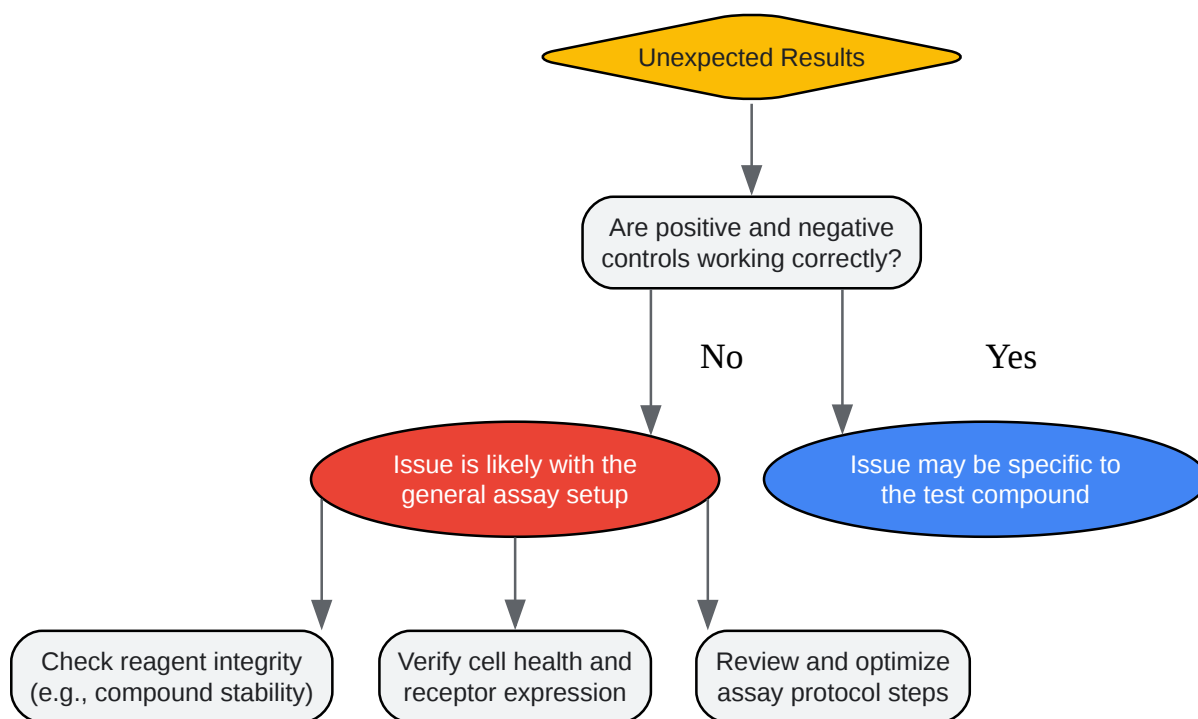 Unexpected Results
Are positive and negative
controls working correctly?
No
Yes
Issue is likely with the
general assay setup
Issue may be specific to
the test compound
Check reagent integrity
(e.g., compound stability)
Verify cell health and
receptor expression
Review and optimize
assay protocol steps